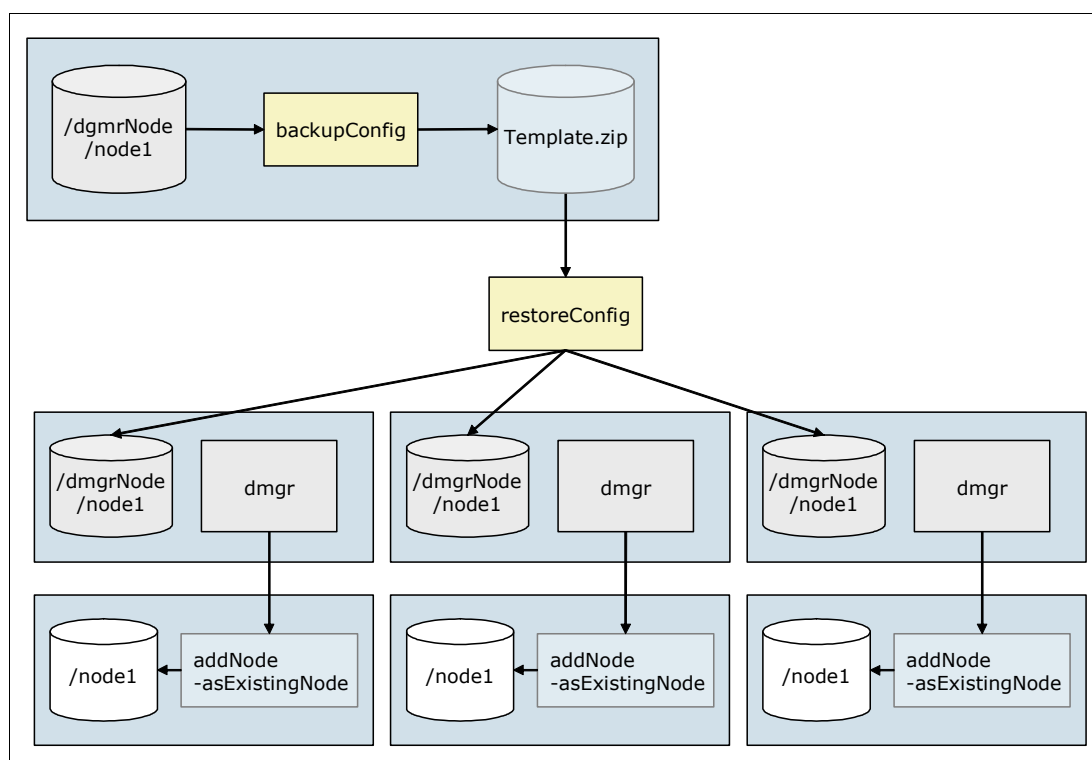 /dgmrNode
/node1
backupConfig
Template.zip
restoreConfig
/dmgrNode
/node1
dmgr
/dmgrNode
/node1
dmgr
/dmgrNode
/node1
dmgr
/node1
addNode
-asExistingNode
/node1
addNode
-asExistingNode
/node1
addNode
-asExistingNode